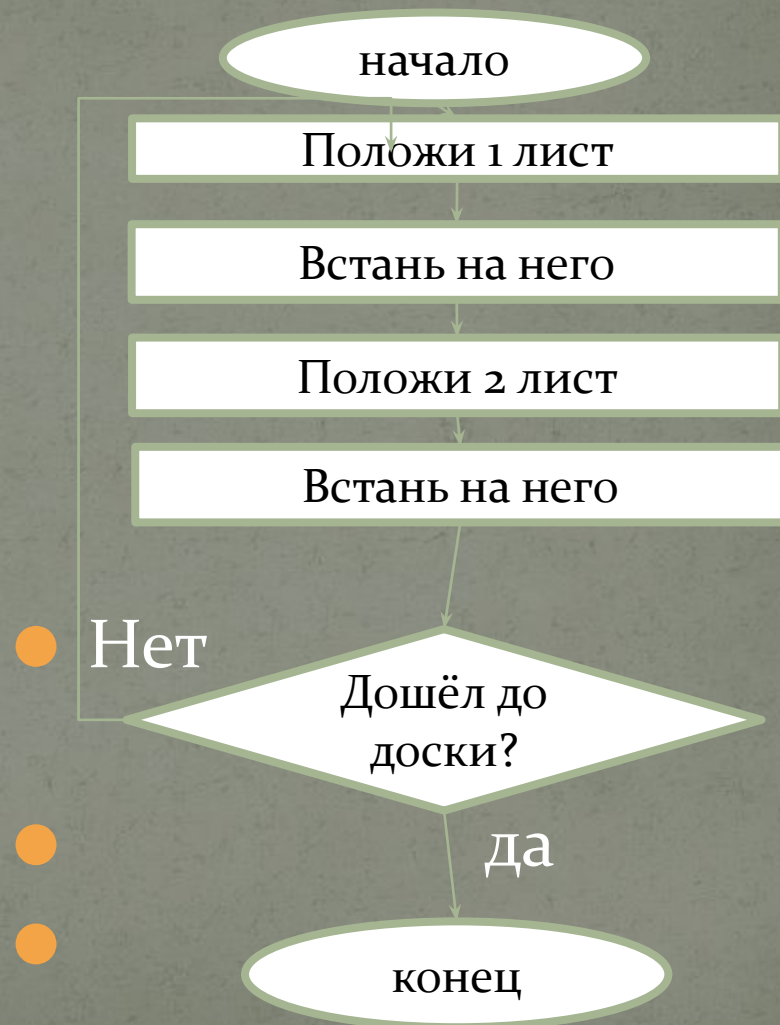 начало
Положи 1 лист
Встань на него
Положи 2 лист
Встань на него
Нет
Дошёл до
доски?
да
конец